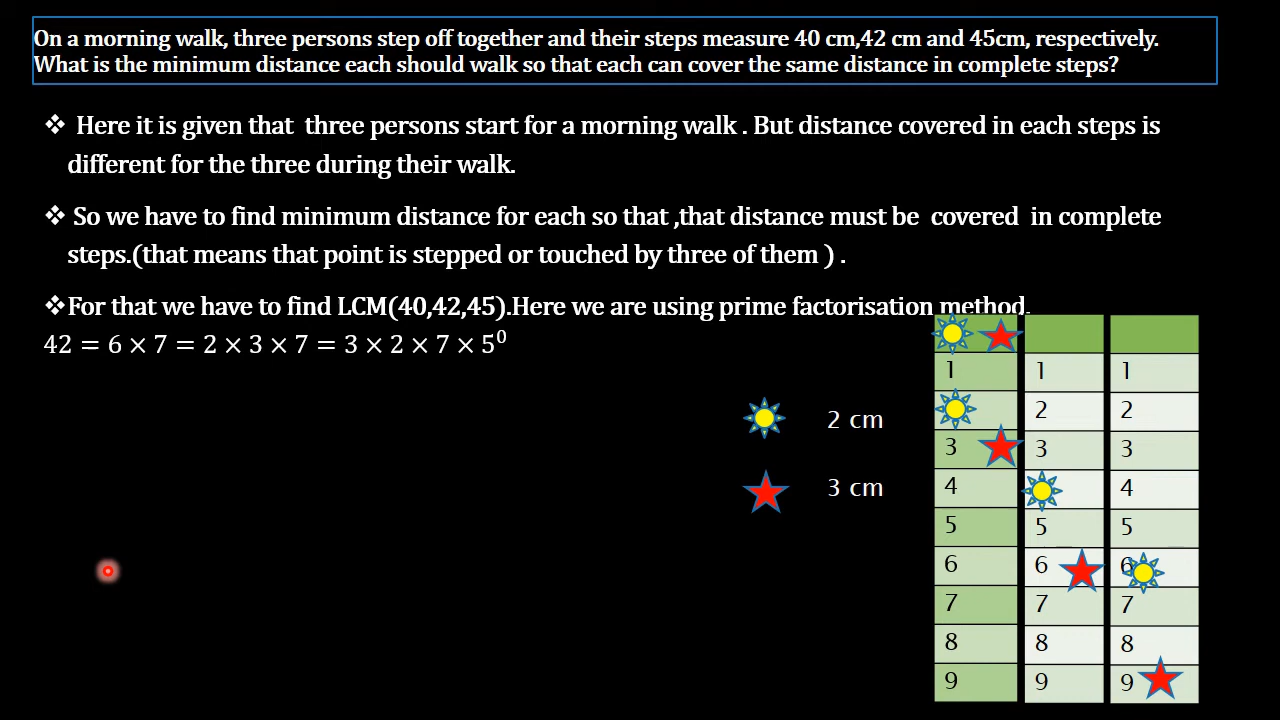 On a morning walk, three persons step off together and their steps measure 40 cm,42 cm and 45cm, respectively.
What is the minimum distance each should walk so that each can cover the same distance in complete steps?
❖ Here it is given that three persons start for a morning walk . But distance covered in each steps is
different for the three during their walk.
❖ So we have to find minimum distance for each so that ,that distance must be covered in complete
steps.(that means that point is stepped or touched by three of them ) .
❖For that we have to find LCM(40,42,45).Here we are using prime factorisation method.
42 = 6 × 7 = 2 × 3 × 7 = 3 × 2 × 7 × 5⁰
2 cm
3 cm
1 1 1
2 2
3 3 3
4 4
5 5 5
6 6 6
7 7 7
8 8 8
9 9 9